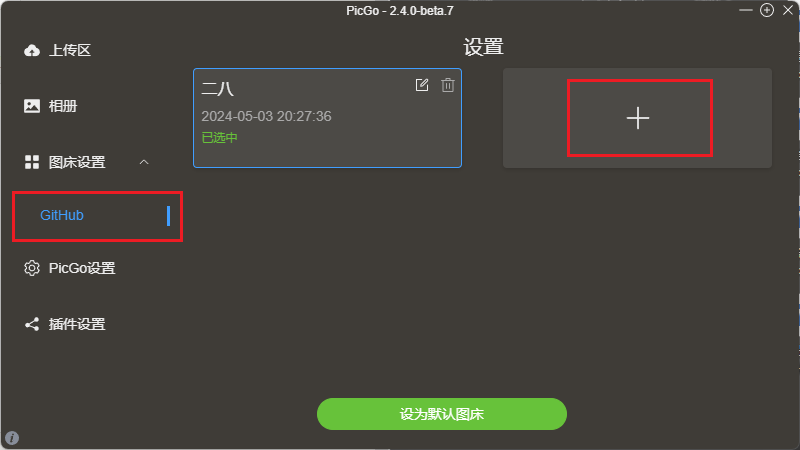 PicGo - 2.4.0-beta.7
上传区
相册
图床设置
GitHub
PicGo设置
插件设置
设置
二八
2024-05-03 20:27:36
已选中
设为默认图床